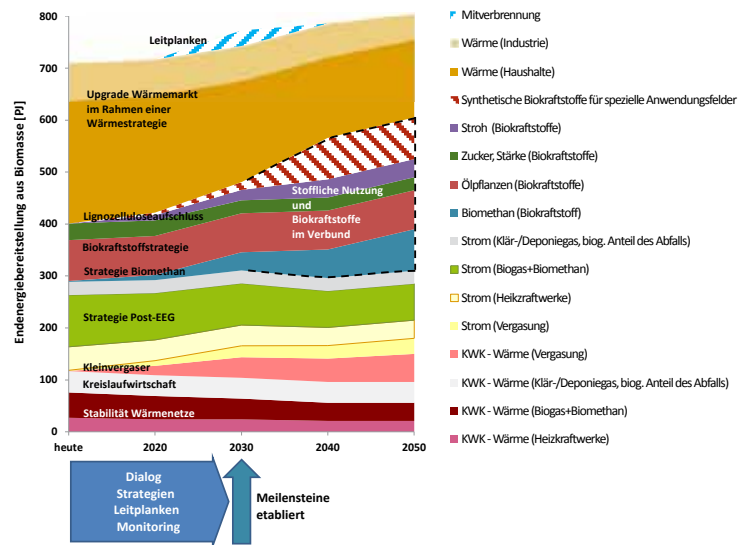 Endenergiebereitstellung aus Biomasse [PJ]
800
700
600
500
400
300
200
100
0
heute
2020
2030
2040
2050
Leitplanken
Upgrade Wärmemarkt
im Rahmen einer
Wärmestrategie
Lignozelluloseaufschluss
Biokraftstoffstrategie
Strategie Biomethan
Stoffliche Nutzung
und
Biokraftstoffe
im Verbund
Strategie Post-EEG
Kleinvergaser
Kreislaufwirtschaft
Stabilität Wärmenetze
Dialog
Strategien
Leitplanken
Monitoring
Meilensteine
etabliert
Mitverbrennung
Wärme (Industrie)
Wärme (Haushalte)
Synthetische Biokraftstoffe für spezielle Anwendungsfelder
Stroh (Biokraftstoffe)
Zucker, Stärke (Biokraftstoffe)
Ölpflanzen (Biokraftstoffe)
Biomethan (Biokraftstoff)
Strom (Klär-/Deponiegas, biog. Anteil des Abfalls)
Strom (Biogas+Biomethan)
Strom (Heikzraftwerke)
Strom (Vergasung)
KWK - Wärme (Vergasung)
KWK - Wärme (Klär-/Deponiegas, biog. Anteil des Abfalls)
KWK - Wärme (Biogas+Biomethan)
KWK - Wärme (Heizkraftwerke)